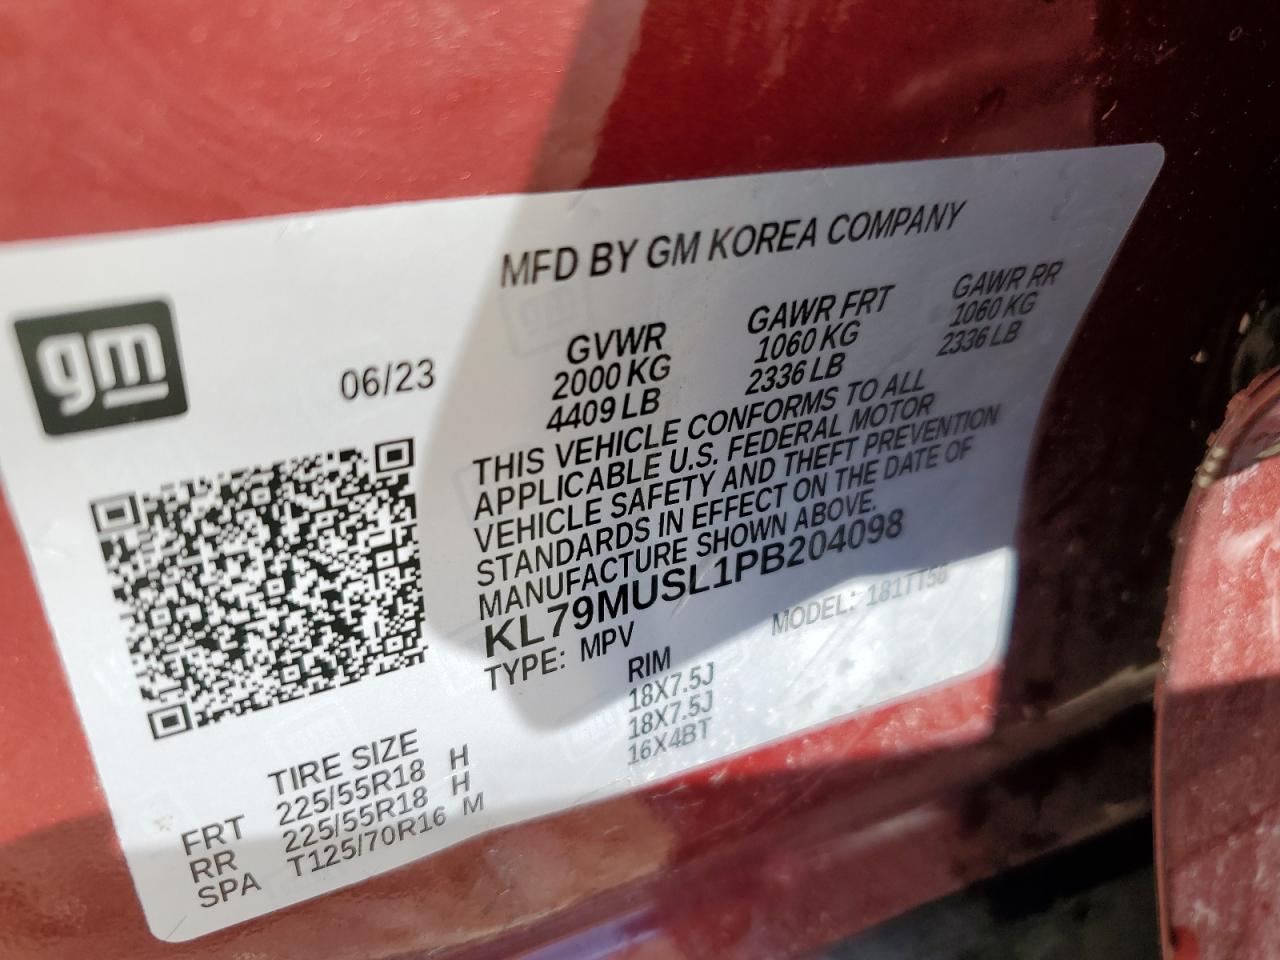 MFD BY GM KOREA COMPANY
gm
06/23
GVWR GAWR FRT GAWR RR
2000 KG 1060 KG 1060 KG
4409 LB 2336 LB 2336 LB
THIS VEHICLE CONFORMS TO ALL
APPLICABLE U.S. FEDERAL MOTOR
VEHICLE SAFETY AND THEFT PREVENTION
STANDARDS IN EFFECT ON THE DATE OF
MANUFACTURE SHOWN ABOVE.
KL79MUSL1PB204098
TYPE: MPV MODEL:
TIRE SIZE RIM
FRT 225/55R18 H 18X7.5J
RR 225/55R18 H 18X7.5J
SPA T125/70R16 M 16X4BT